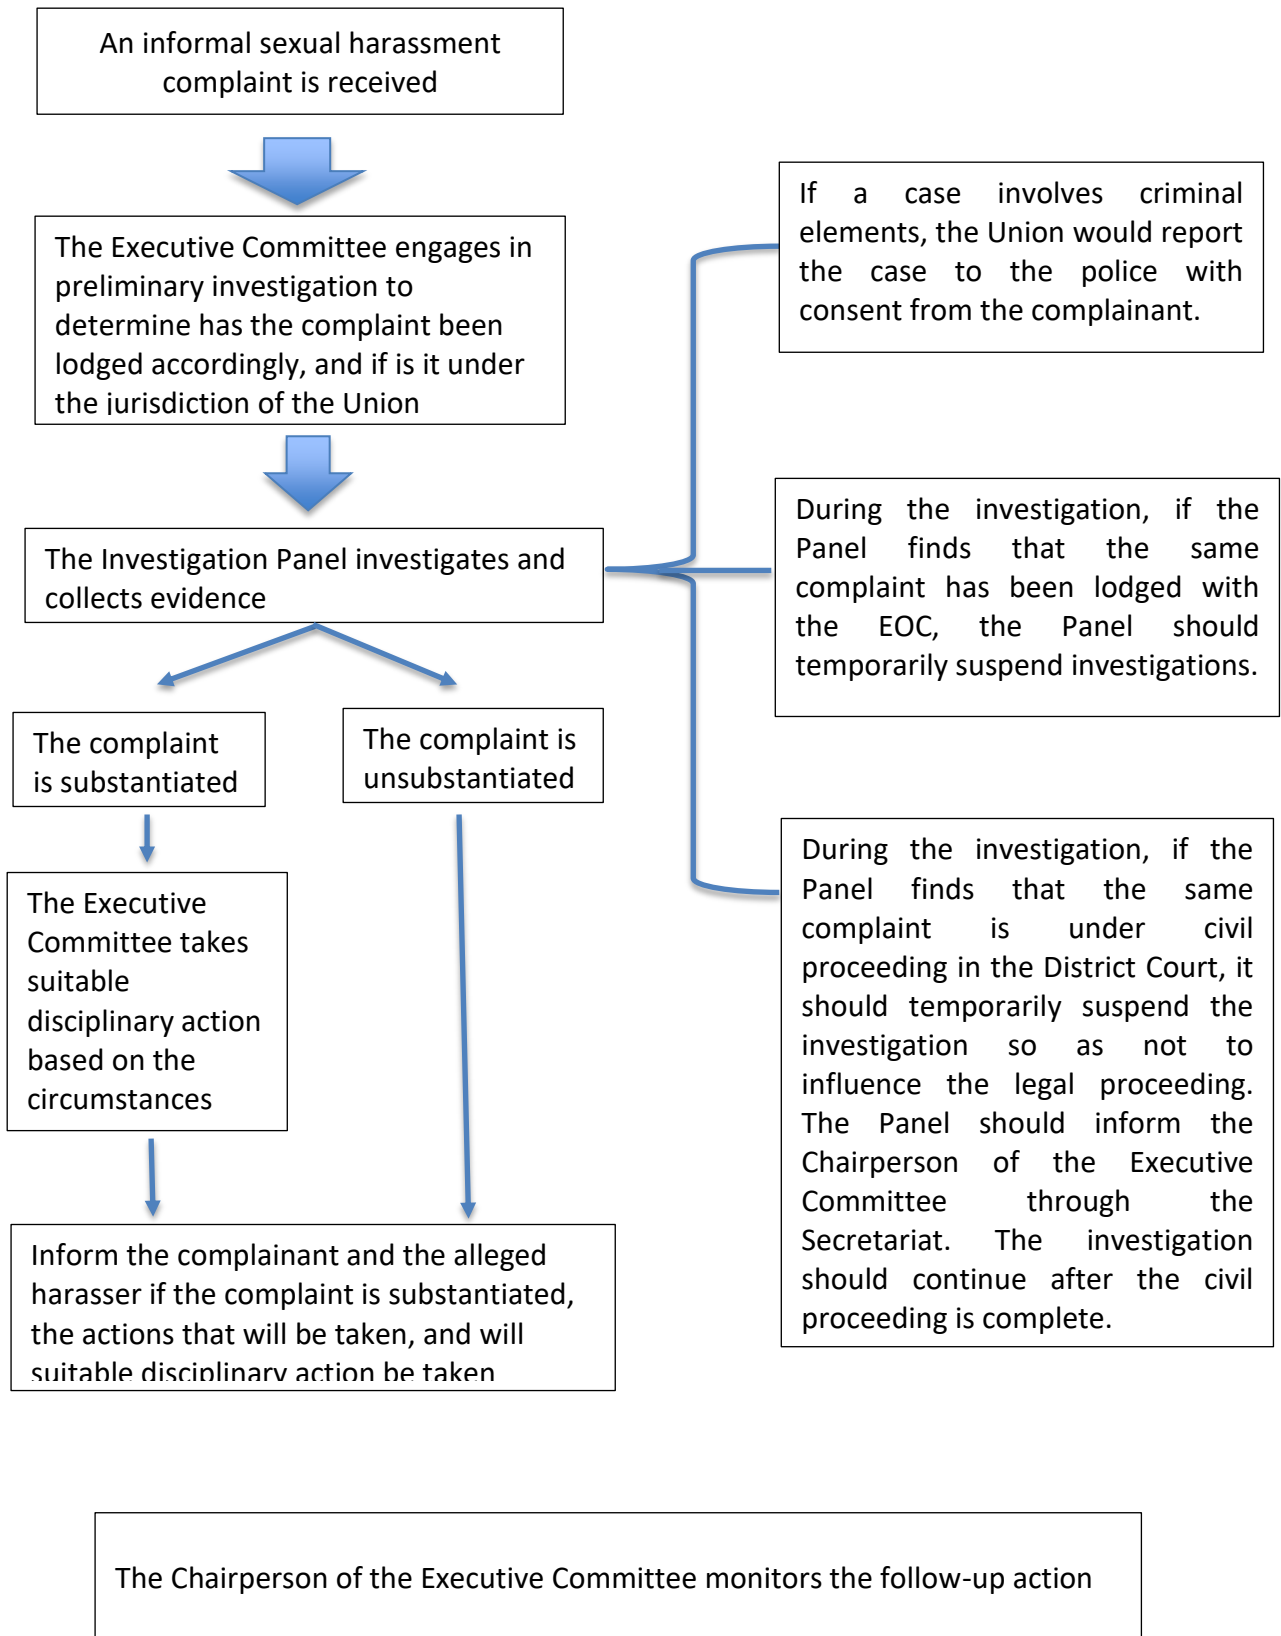 An informal sexual harassment
complaint is received
The Executive Committee engages in
preliminary investigation to
determine has the complaint been
lodged accordingly, and if is it under
the jurisdiction of the Union
The Investigation Panel investigates and
collects evidence
The complaint
is substantiated
The complaint is
unsubstantiated
The Executive
Committee takes
suitable
disciplinary action
based on the
circumstances
Inform the complainant and the alleged
harasser if the complaint is substantiated,
the actions that will be taken, and will
suitable disciplinary action be taken
If a case involves criminal
elements, the Union would report
the case to the police with
consent from the complainant.
During the investigation, if the
Panel finds that the same
complaint has been lodged with
the EOC, the Panel should
temporarily suspend investigations.
During the investigation, if the
Panel finds that the same
complaint is under civil
proceeding in the District Court, it
should temporarily suspend the
investigation so as not to
influence the legal proceeding.
The Panel should inform the
Chairperson of the Executive
Committee through the
Secretariat. The investigation
should continue after the civil
proceeding is complete.
The Chairperson of the Executive Committee monitors the follow-up action